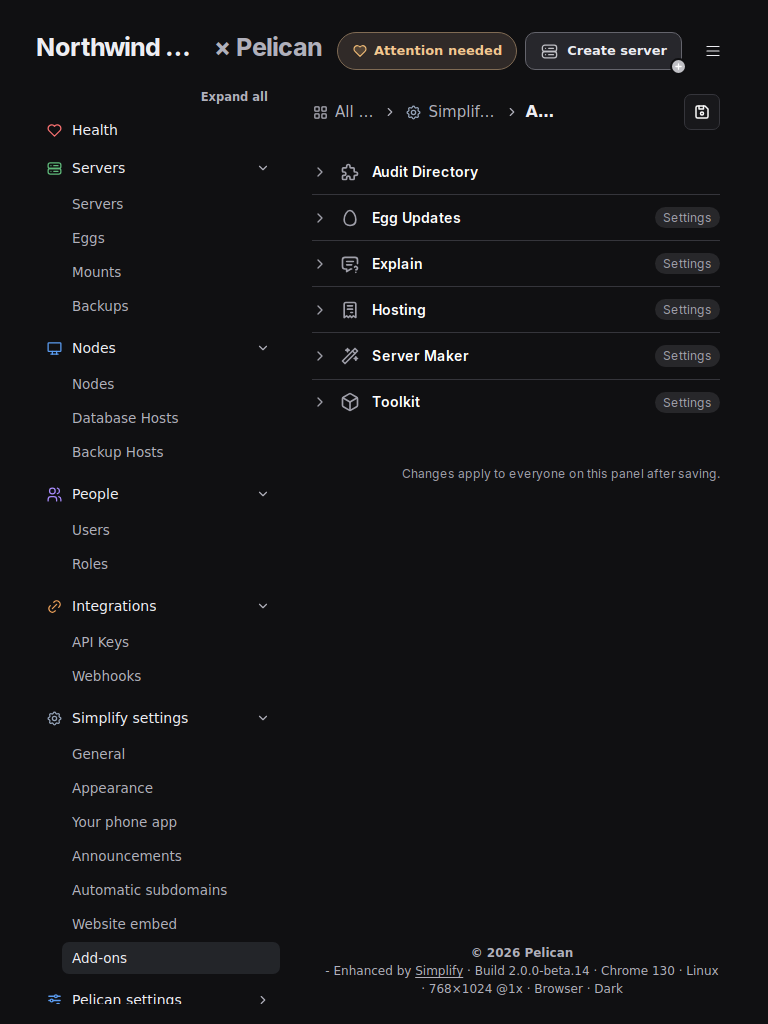 Northwind ... × Pelican
Attention needed
Create server
Expand all
All ... > Simplif... > A...
Health
Servers
Servers
Eggs
Mounts
Backups
Nodes
Nodes
Database Hosts
Backup Hosts
People
Users
Roles
Integrations
API Keys
Webhooks
Simplify settings
General
Appearance
Your phone app
Announcements
Automatic subdomains
Website embed
Add-ons
Pelican settings
Audit Directory
Egg Updates Settings
Explain Settings
Hosting Settings
Server Maker Settings
Toolkit Settings
Changes apply to everyone on this panel after saving.
© 2026 Pelican
- Enhanced by Simplify · Build 2.0.0-beta.14 · Chrome 130 · Linux
· 768×1024 @1x · Browser · Dark